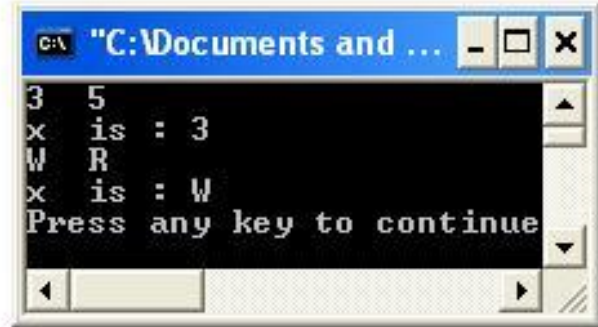 "C:\Documents and ...
3 5
x is : 3
W R
x is : W
Press any key to continue